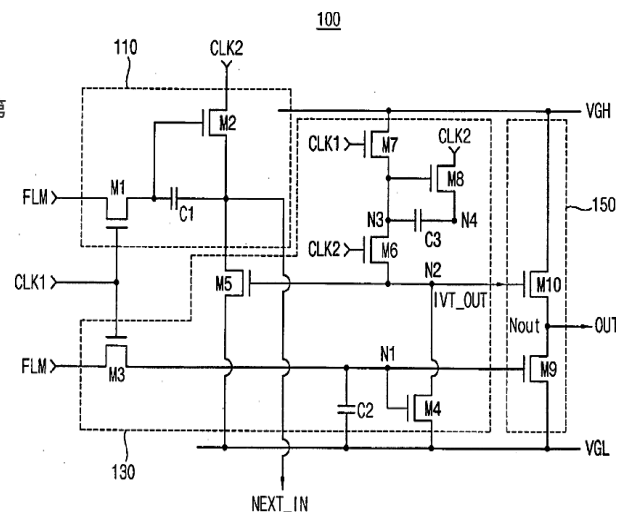 100
110
CLK2
M2
VGH
CLK1
M7
CLK2
M8
150
FLM
M1
C1
N3
C3
N4
CLK2
M6
M5
N2
M10
IVT_OUT
CLK1
Nout
OUT
FLM
M3
N1
M9
C2
M4
130
VGL
NEXT_IN